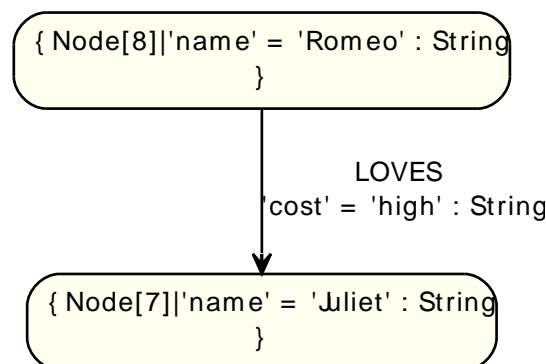 { Node[8]|'name' = 'Romeo' : String
}
LOVES
'cost' = 'high' : String
{ Node[7]|'name' = 'Juliet' : String
}